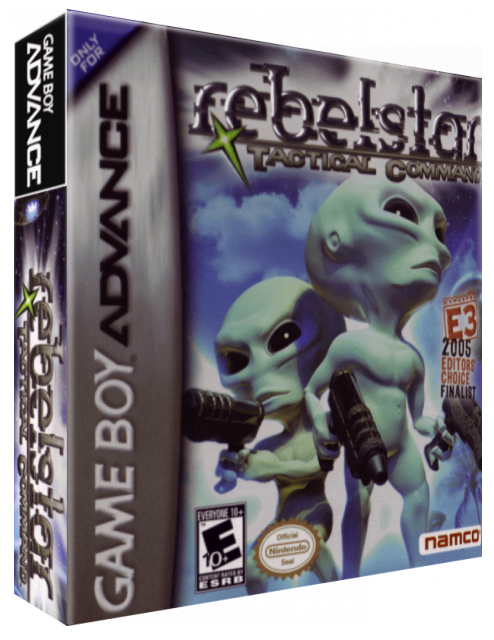 GAME BOY
ADVANCE
rebelstar
TACTICAL COMMAND
ONLY
FOR
GAME BOY ADVANCE
rebelstar
TACTICAL COMMAND
E3
2005
EDITORS'
CHOICE
FINALIST
EVERYONE 10+
E
10+
CONTENT RATED BY
ESRB
Official
Nintendo
Seal
namco